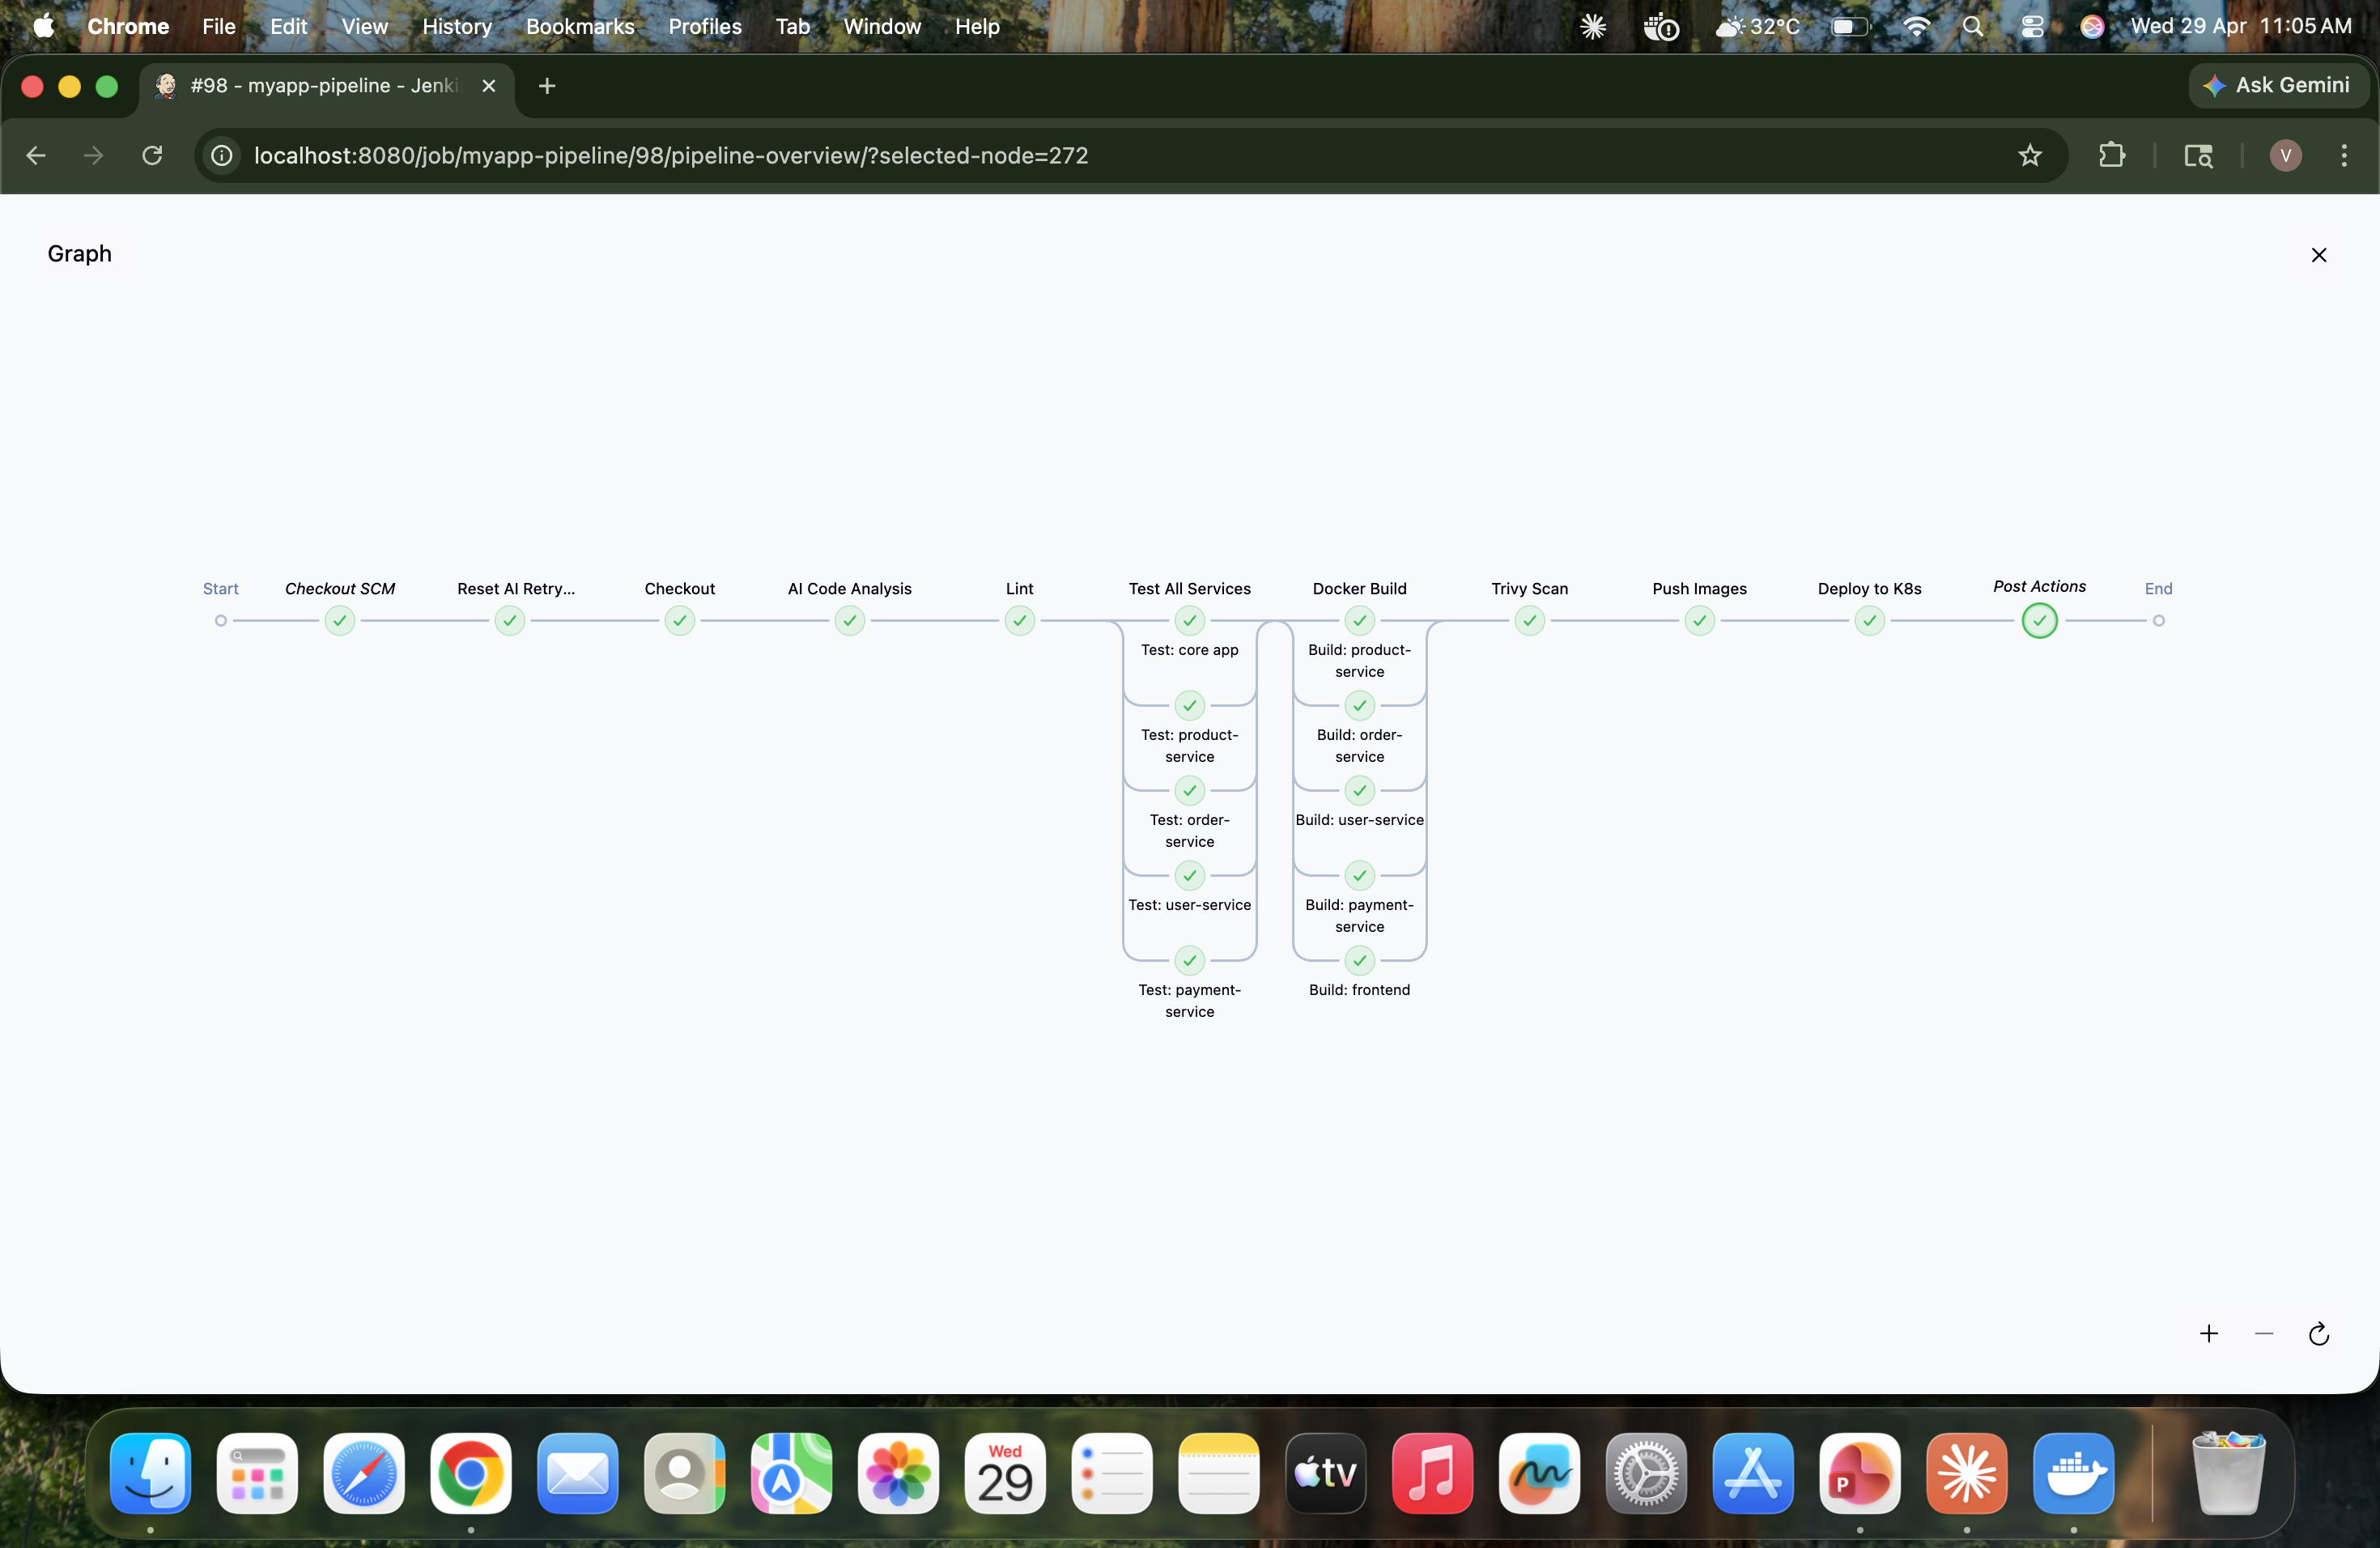 Chrome File Edit View History Bookmarks Profiles Tab Window Help 32°C Wed 29 Apr 11:05 AM
#98 - myapp-pipeline - Jenki
Ask Gemini
localhost:8080/job/myapp-pipeline/98/pipeline-overview/?selected-node=272
V
Graph
Start Checkout SCM Reset AI Retry... Checkout AI Code Analysis Lint Test All Services Docker Build Trivy Scan Push Images Deploy to K8s Post Actions End
Test: core app
Build: product-
service
Test: product-
service
Build: order-
service
Test: order-
service
Build: user-service
Test: user-service
Build: payment-
service
Test: payment-
service
Build: frontend
Wed
29
tv
P